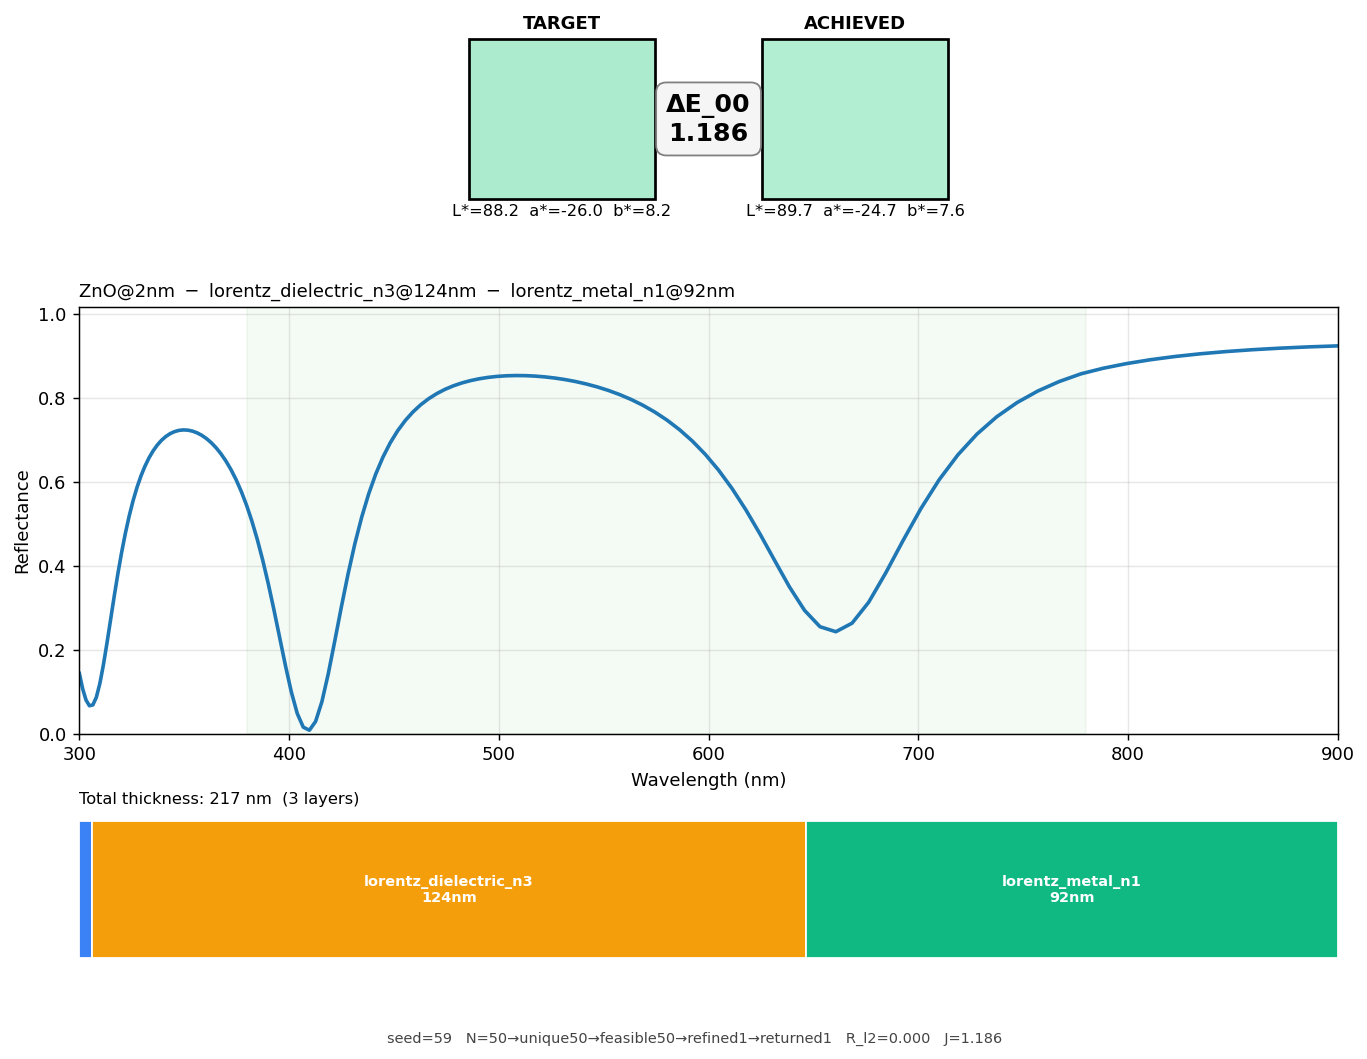 TARGET
ACHIEVED
ΔE_00
1.186
L*=88.2  a*=-26.0  b*=8.2
L*=89.7  a*=-24.7  b*=7.6
ZnO@2nm − lorentz_dielectric_n3@124nm − lorentz_metal_n1@92nm
Reflectance
1.0
0.8
0.6
0.4
0.2
0.0
300 400 500 600 700 800 900
Wavelength (nm)
Total thickness: 217 nm  (3 layers)
lorentz_dielectric_n3
124nm
lorentz_metal_n1
92nm
seed=59   N=50→unique50→feasible50→refined1→returned1   R_l2=0.000   J=1.186